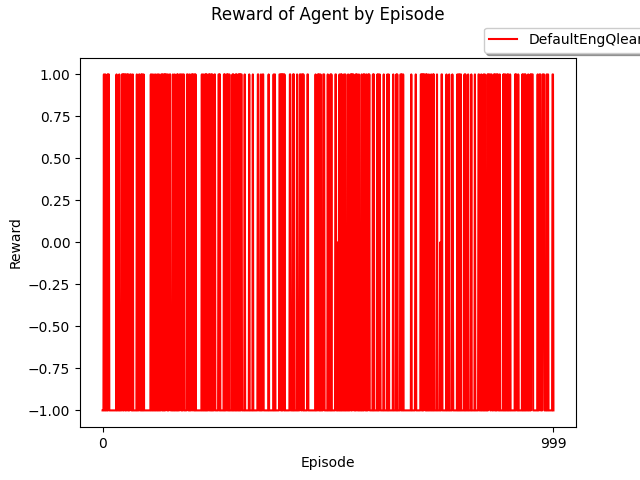 Reward of Agent by Episode
DefaultEngQlear
1.00
0.75
0.50
0.25
0.00
−0.25
−0.50
−0.75
−1.00
Reward
0 999
Episode